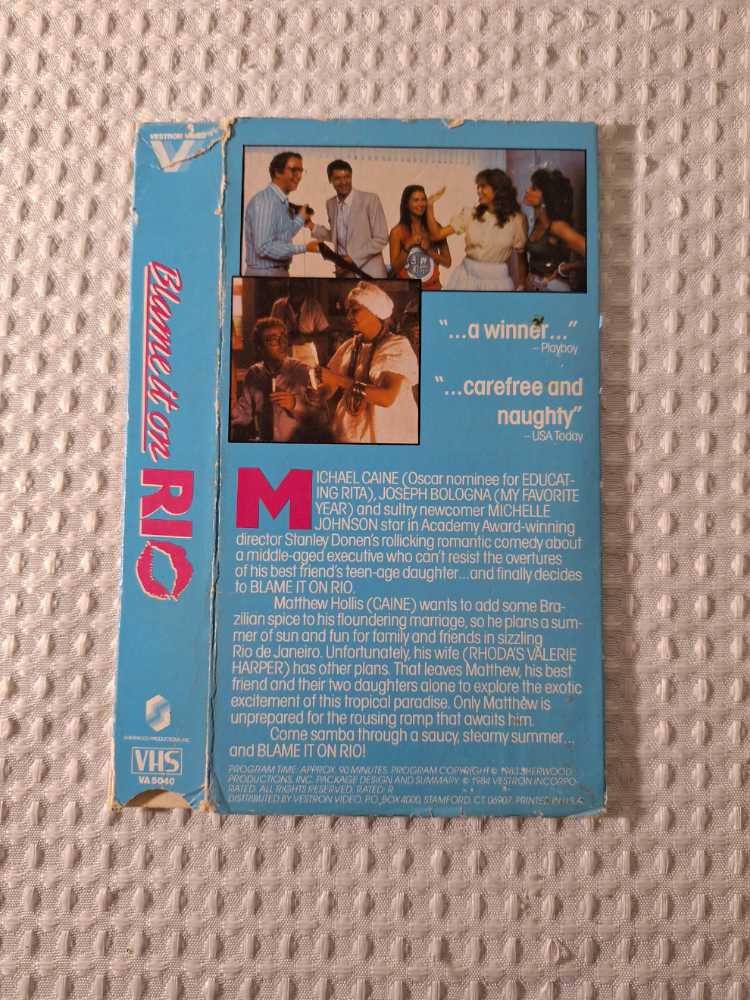 VESTRON VIDEO
V
Blame it on
RIO
SHERWOOD PRODUCTIONS, INC.
VHS
VA 5040
"...a winner..."
– Playboy
"...carefree and
naughty"
– USA Today
MICHAEL CAINE (Oscar nominee for EDUCAT-
ING RITA), JOSEPH BOLOGNA (MY FAVORITE
YEAR) and sultry newcomer MICHELLE
JOHNSON star in Academy Award-winning
director Stanley Donen's rollicking romantic comedy about
a middle-aged executive who can't resist the overtures
of his best friend's teen-age daughter...and finally decides
to BLAME IT ON RIO.
Matthew Hollis (CAINE) wants to add some Bra-
zilian spice to his floundering marriage, so he plans a sum-
mer of sun and fun for family and friends in sizzling
Rio de Janeiro. Unfortunately, his wife (RHODA'S VALERIE
HARPER) has other plans. That leaves Matthew, his best
friend and their two daughters alone to explore the exotic
excitement of this tropical paradise. Only Matthew is
unprepared for the rousing romp that awaits him.
Come samba through a saucy, steamy summer...
and BLAME IT ON RIO!
PROGRAM TIME: APPROX. 90 MINUTES. PROGRAM COPYRIGHT © 1983 SHERWOOD
PRODUCTIONS, INC. PACKAGE DESIGN AND SUMMARY © 1984 VESTRON INCORPO-
RATED. ALL RIGHTS RESERVED. RATED: R
DISTRIBUTED BY VESTRON VIDEO, P.O. BOX 4000, STAMFORD, CT 06907. PRINTED IN U.S.A.